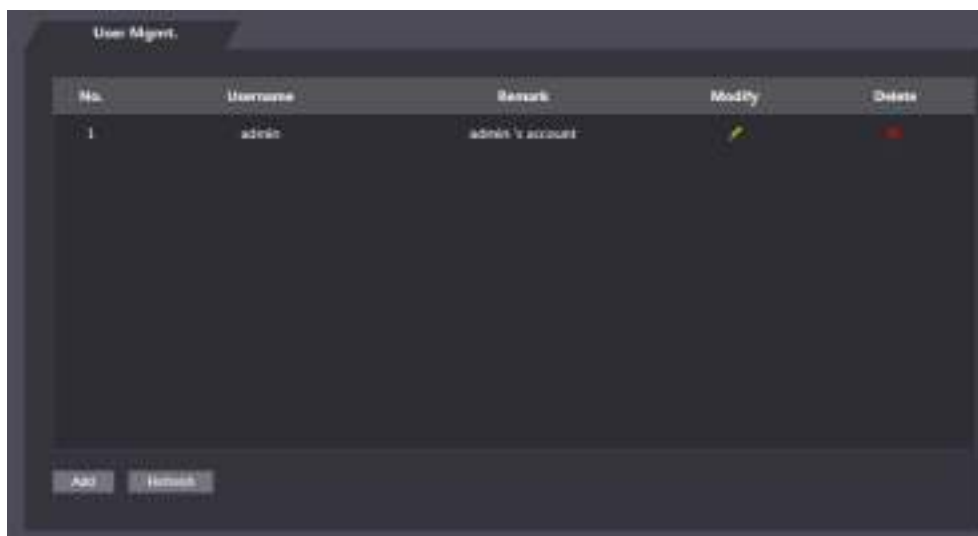 User Mgmt.
No. Username Remark Modify Delete
1 admin admin 's account
Add Refresh